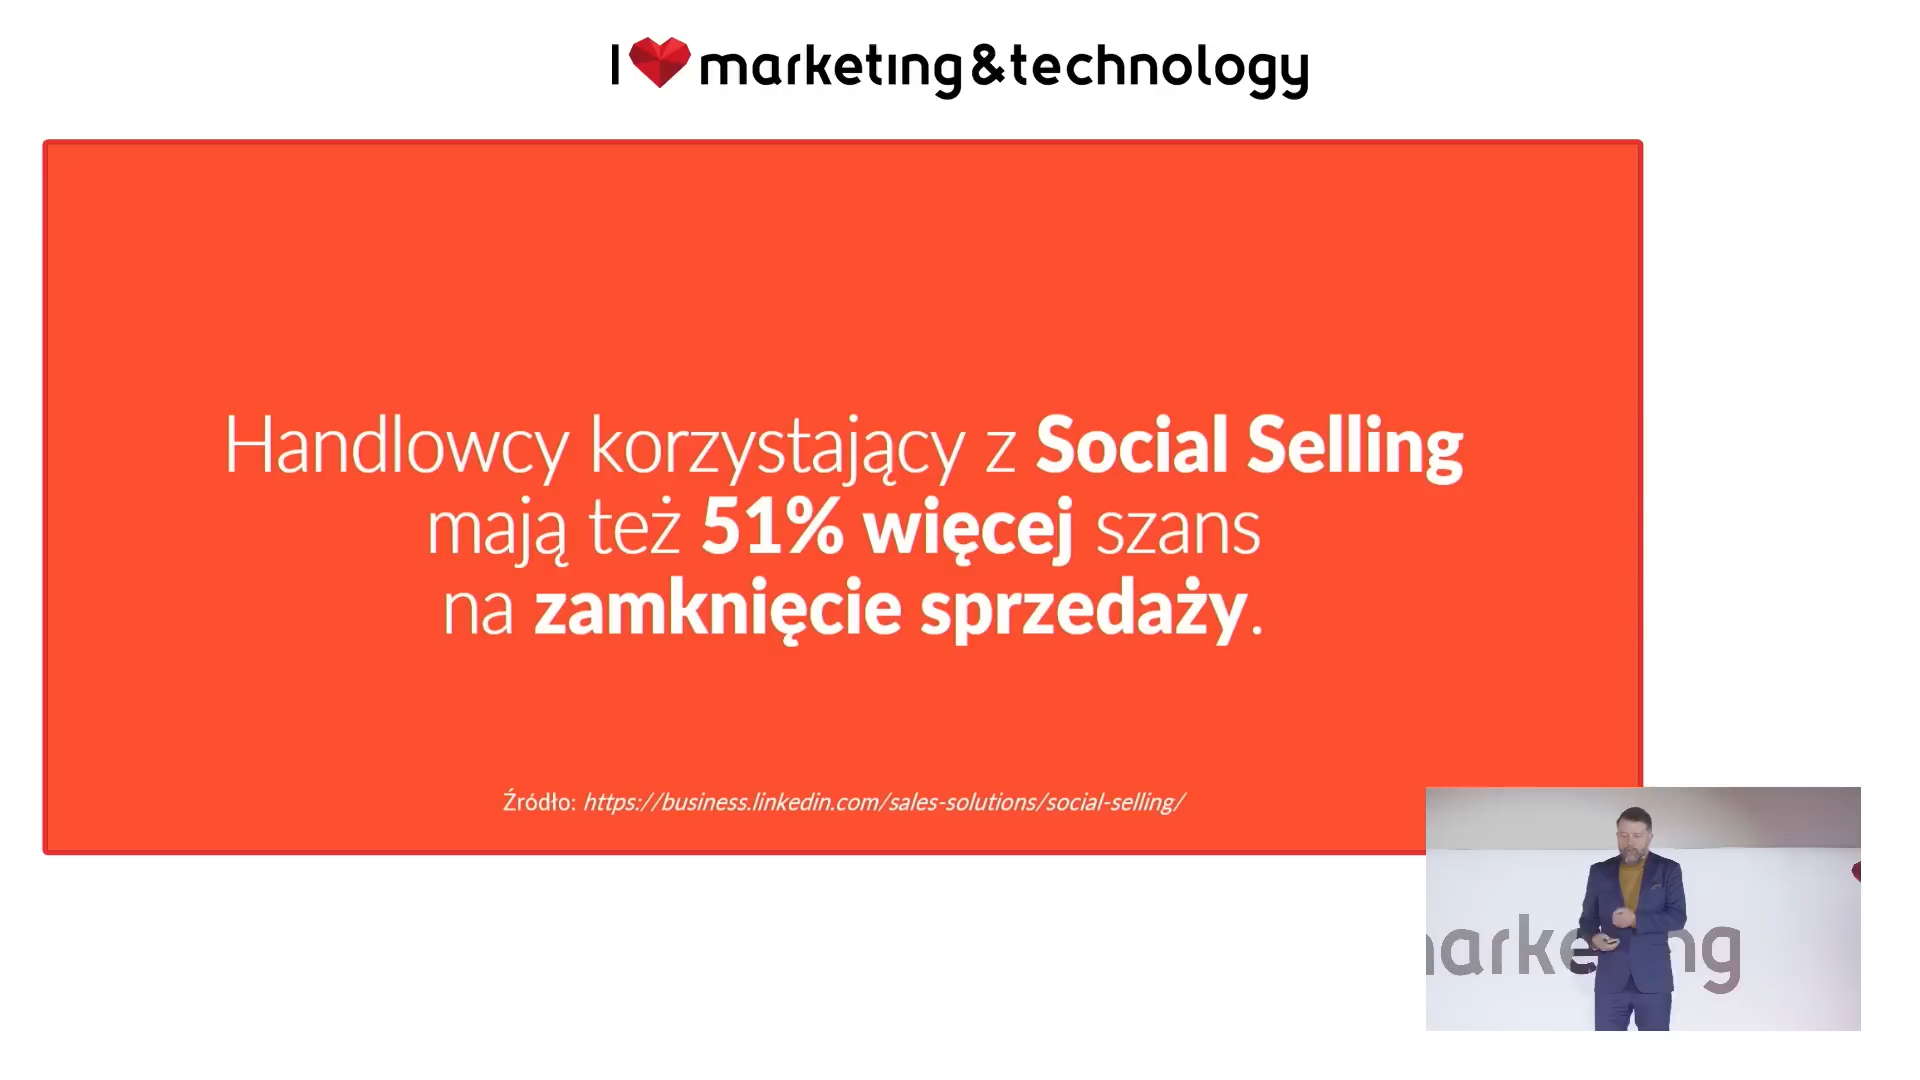 I marketing&technology
Handlowcy korzystający z Social Selling
mają też 51% więcej szans
na zamknięcie sprzedaży.
Źródło: https://business.linkedin.com/sales-solutions/social-selling/